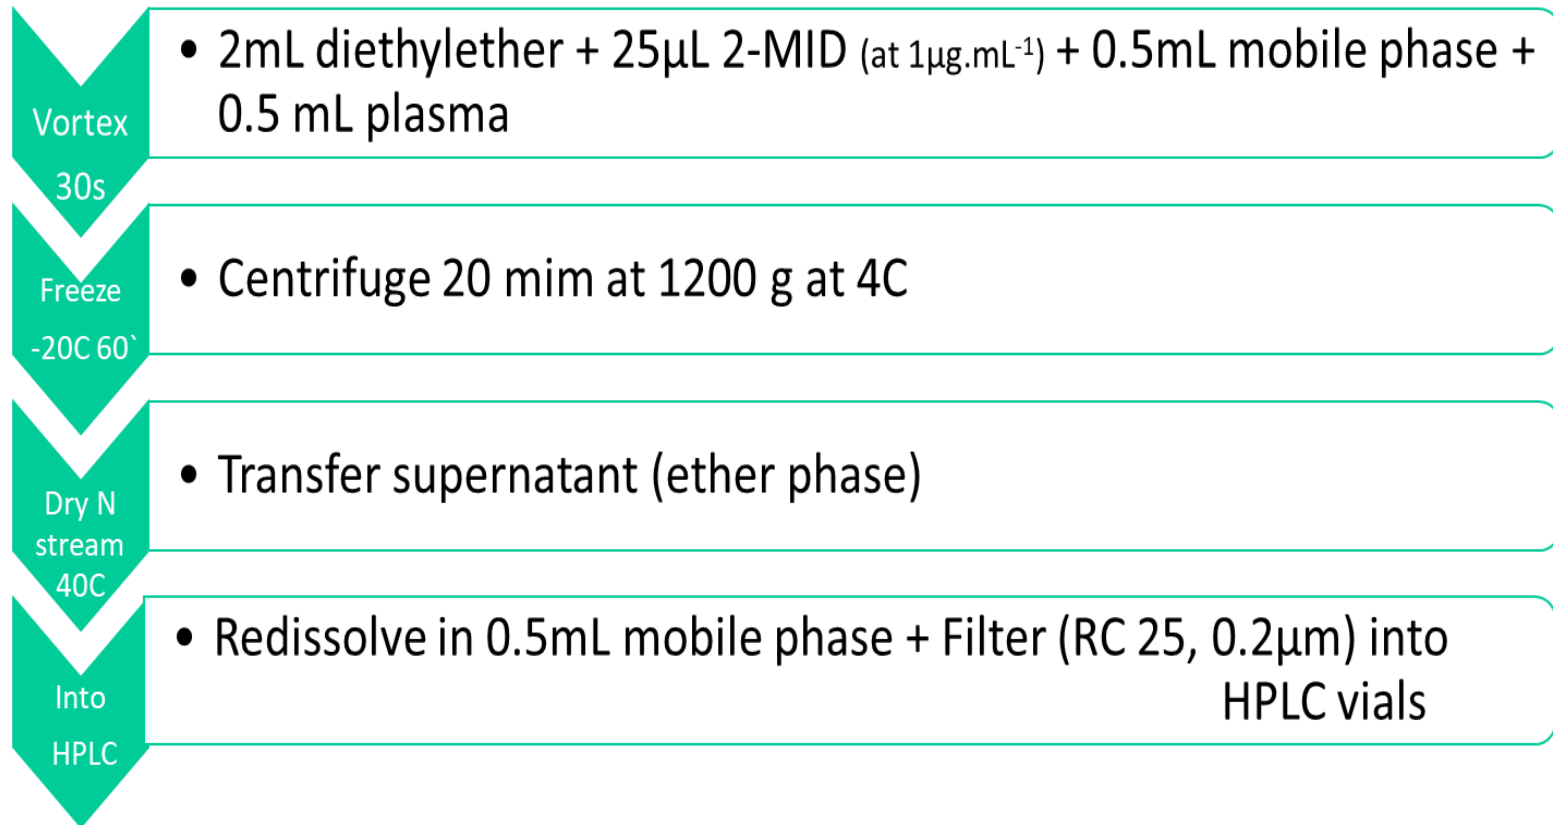 • 2mL diethylether + 25µL 2-MID (at 1µg.mL⁻¹) + 0.5mL mobile phase +
0.5 mL plasma
Vortex
30s
• Centrifuge 20 mim at 1200 g at 4C
Freeze
-20C 60`
• Transfer supernatant (ether phase)
Dry N
stream
40C
• Redissolve in 0.5mL mobile phase + Filter (RC 25, 0.2µm) into
HPLC vials
Into
HPLC